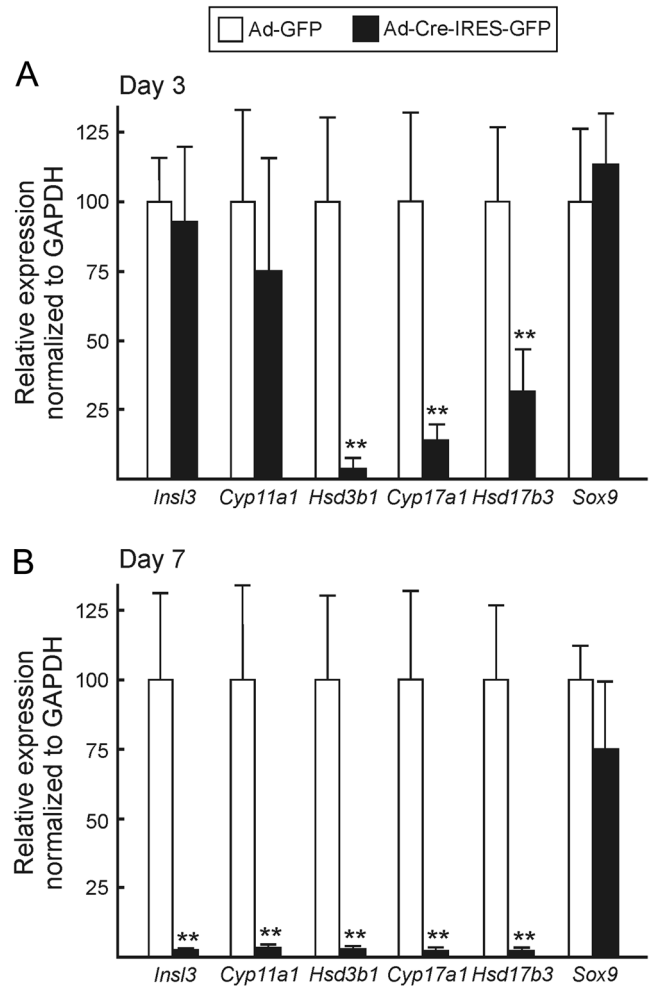 Ad-GFP Ad-Cre-IRES-GFP
A
Day 3
Relative expression
normalized to GAPDH
125
100
75
50
25
** ** **
Insl3 Cyp11a1 Hsd3b1 Cyp17a1 Hsd17b3 Sox9
B
Day 7
Relative expression
normalized to GAPDH
125
100
75
50
25
** ** ** ** **
Insl3 Cyp11a1 Hsd3b1 Cyp17a1 Hsd17b3 Sox9